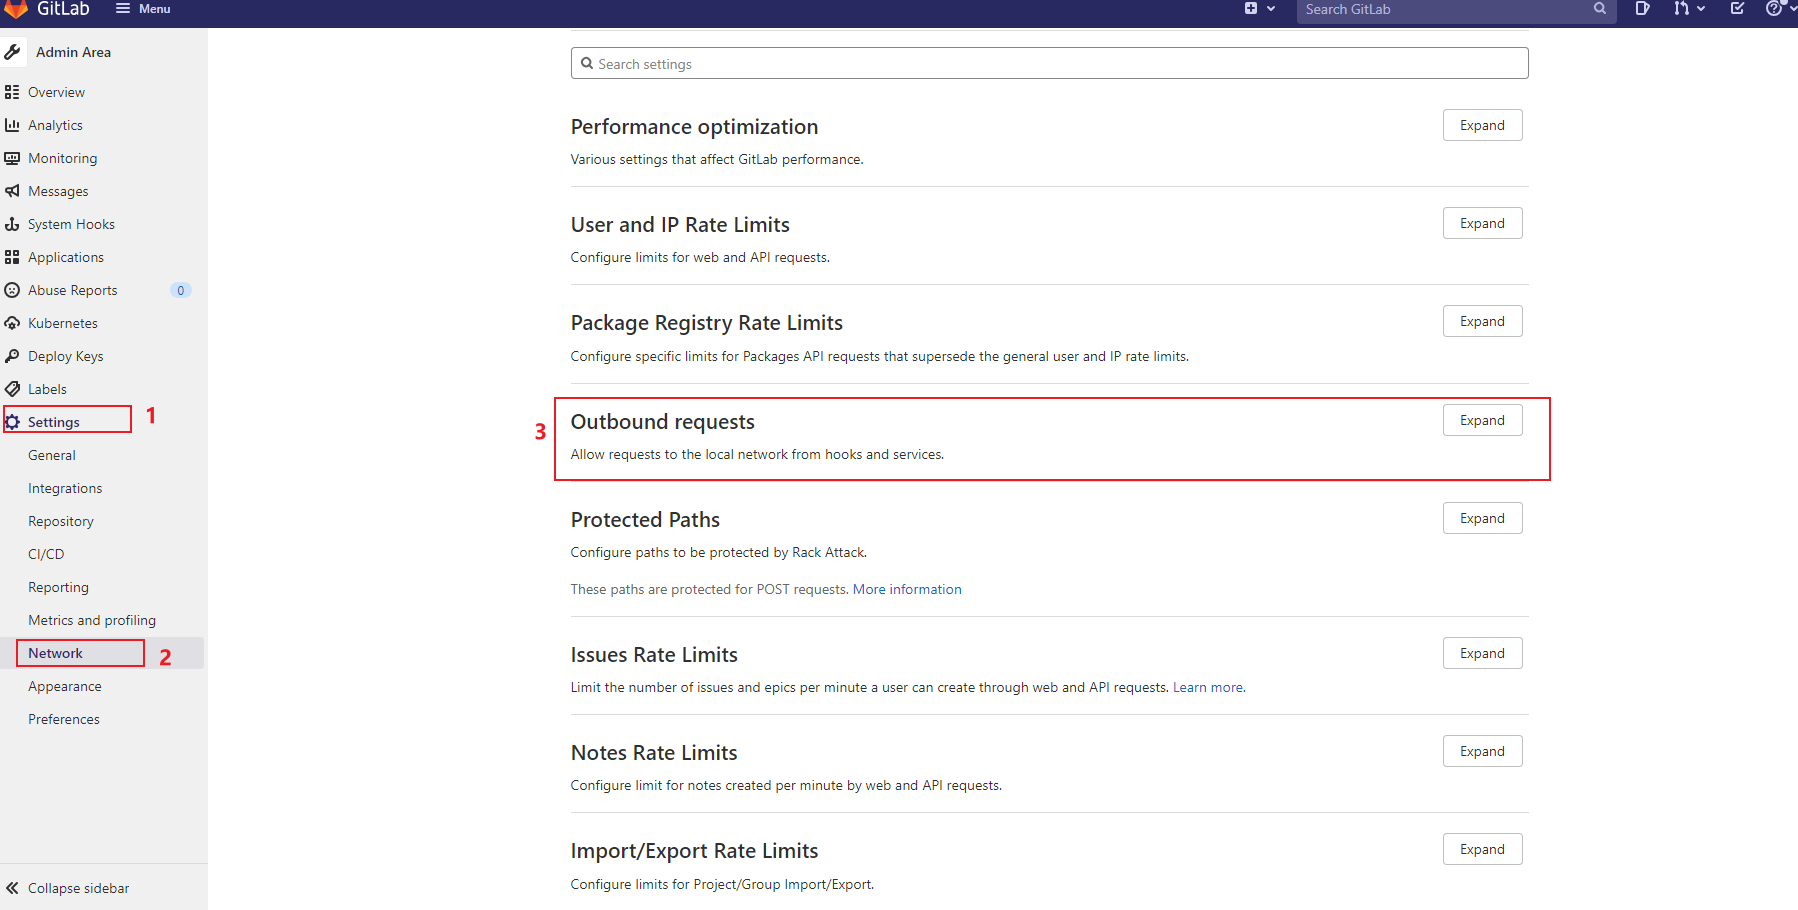 GitLab
Menu
Search GitLab
Admin Area
Overview
Analytics
Monitoring
Messages
System Hooks
Applications
Abuse Reports 0
Kubernetes
Deploy Keys
Labels
Settings 1
General
Integrations
Repository
CI/CD
Reporting
Metrics and profiling
Network 2
Appearance
Preferences
Collapse sidebar
Search settings
Performance optimization
Expand
Various settings that affect GitLab performance.
User and IP Rate Limits
Expand
Configure limits for web and API requests.
Package Registry Rate Limits
Expand
Configure specific limits for Packages API requests that supersede the general user and IP rate limits.
3
Outbound requests
Expand
Allow requests to the local network from hooks and services.
Protected Paths
Expand
Configure paths to be protected by Rack Attack.
These paths are protected for POST requests. More information
Issues Rate Limits
Expand
Limit the number of issues and epics per minute a user can create through web and API requests. Learn more.
Notes Rate Limits
Expand
Configure limit for notes created per minute by web and API requests.
Import/Export Rate Limits
Expand
Configure limits for Project/Group Import/Export.